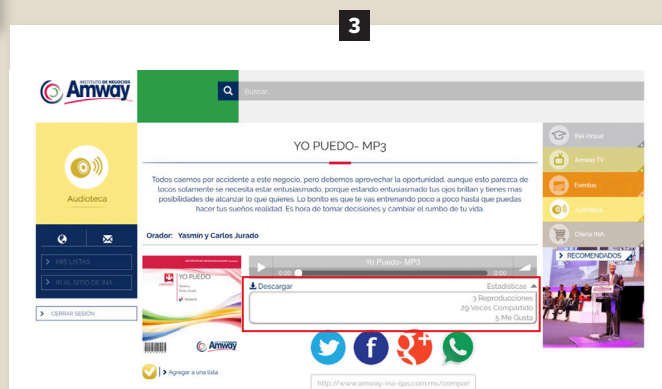 3
INSTITUTO DE NEGOCIOS
Amway
Buscar
Audioteca
MIS LISTAS
IR AL SITIO DE INA
CERRAR SESIÓN
YO PUEDO- MP3
Todos caemos por accidente a este negocio, pero debemos aprovechar la oportunidad, aunque esto parezca de
locos solamente se necesita estar entusiasmado, porque estando entusiasmado tus ojos brillan y tienes mas
posibilidades de alcanzar lo que quieres. Lo bonito es que te vas entrenando poco a poco hasta que puedas
hacer tus sueños realidad. Es hora de tomar decisiones y cambiar el rumbo de tu vida.
Orador: Yasmin y Carlos Jurado
YO PUEDO
Amway
Agregar a una lista
Yo Puedo- MP3
0:00
0:00
Descargar
Estadísticas
3 Reproducciones
29 Veces Compartido
5 Me Gusta
http://www.amway-ina-qas.com.mx/compart
INA Virtual
Amway TV
Eventos
Audioteca
Oferta INA
RECOMENDADOS